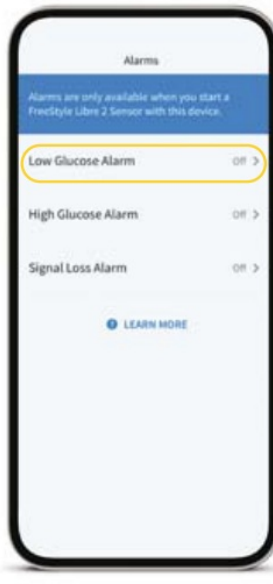 Alarms
Alarms are only available when you start a
FreeStyle Libre 2 Sensor with this device.
Low Glucose Alarm Off >
High Glucose Alarm Off >
Signal Loss Alarm Off >
? LEARN MORE